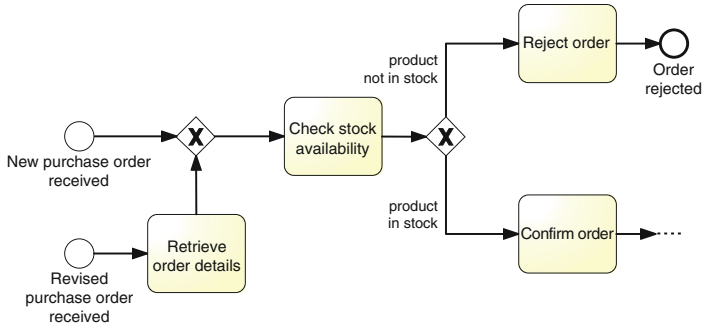 Reject order
product
not in stock
Order
rejected
Check stock
availability
X
X
New purchase order
received
product
in stock
Retrieve
order details
Confirm order
Revised
purchase order
received